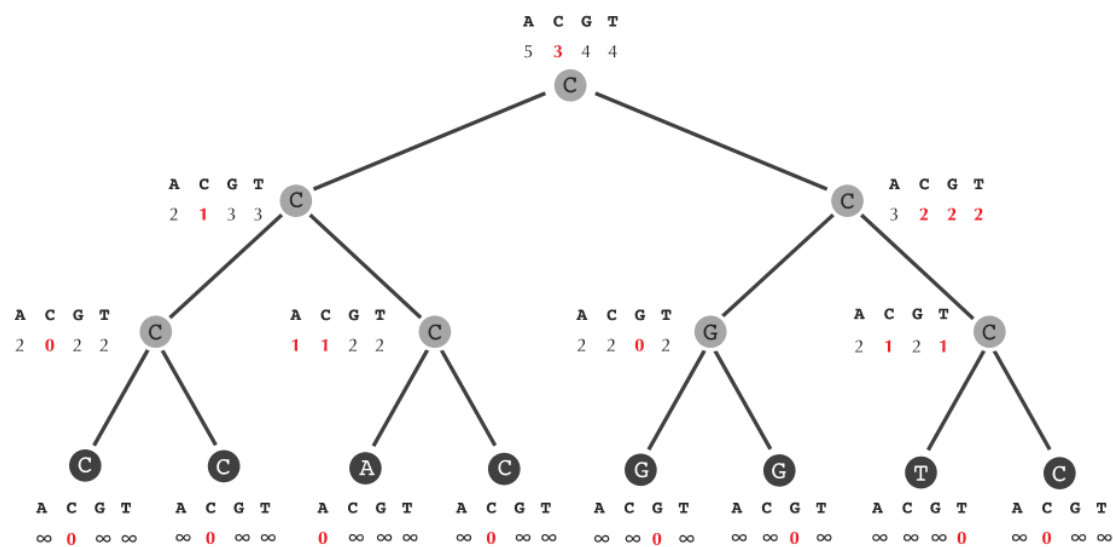 A C G T
5 3 4 4
C
A C G T
2 1 3 3
C
C
A C G T
3 2 2 2
A C G T
2 0 2 2
C
A C G T
1 1 2 2
C
A C G T
2 2 0 2
G
A C G T
2 1 2 1
C
C
C
A
C
G
G
T
C
A C G T
∞ 0 ∞ ∞
A C G T
∞ 0 ∞ ∞
A C G T
0 ∞ ∞ ∞
A C G T
∞ 0 ∞ ∞
A C G T
∞ ∞ 0 ∞
A C G T
∞ ∞ 0 ∞
A C G T
∞ ∞ ∞ 0
A C G T
∞ 0 ∞ ∞